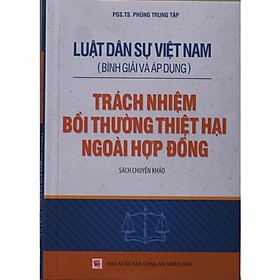 PGS.TS. PHÙNG TRUNG TẬP
LUẬT DÂN SỰ VIỆT NAM
( BÌNH GIẢI VÀ ÁP DỤNG )
TRÁCH NHIỆM
BỒI THƯỜNG THIỆT HẠI
NGOÀI HỢP ĐỒNG
SÁCH CHUYÊN KHẢO
NHÀ XUẤT BẢN CÔNG AN NHÂN DÂN